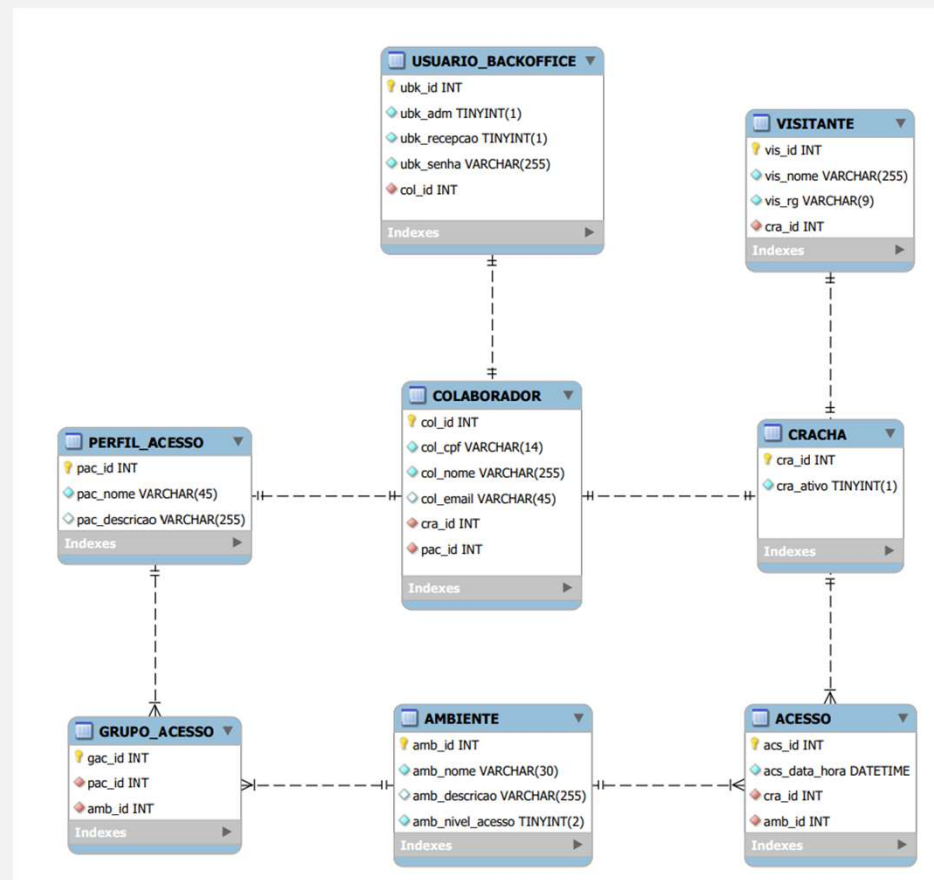 USUARIO_BACKOFFICE
ubk_id INT
ubk_adm TINYINT(1)
ubk_recepcao TINYINT(1)
ubk_senha VARCHAR(255)
col_id INT
Indexes
VISITANTE
vis_id INT
vis_nome VARCHAR(255)
vis_rg VARCHAR(9)
cra_id INT
Indexes
PERFIL_ACESSO
pac_id INT
pac_nome VARCHAR(45)
pac_descricao VARCHAR(255)
Indexes
COLABORADOR
col_id INT
col_cpf VARCHAR(14)
col_nome VARCHAR(255)
col_email VARCHAR(45)
cra_id INT
pac_id INT
Indexes
CRACHA
cra_id INT
cra_ativo TINYINT(1)
Indexes
GRUPO_ACESSO
gac_id INT
pac_id INT
amb_id INT
Indexes
AMBIENTE
amb_id INT
amb_nome VARCHAR(30)
amb_descricao VARCHAR(255)
amb_nivel_acesso TINYINT(2)
Indexes
ACESSO
acs_id INT
acs_data_hora DATETIME
cra_id INT
amb_id INT
Indexes